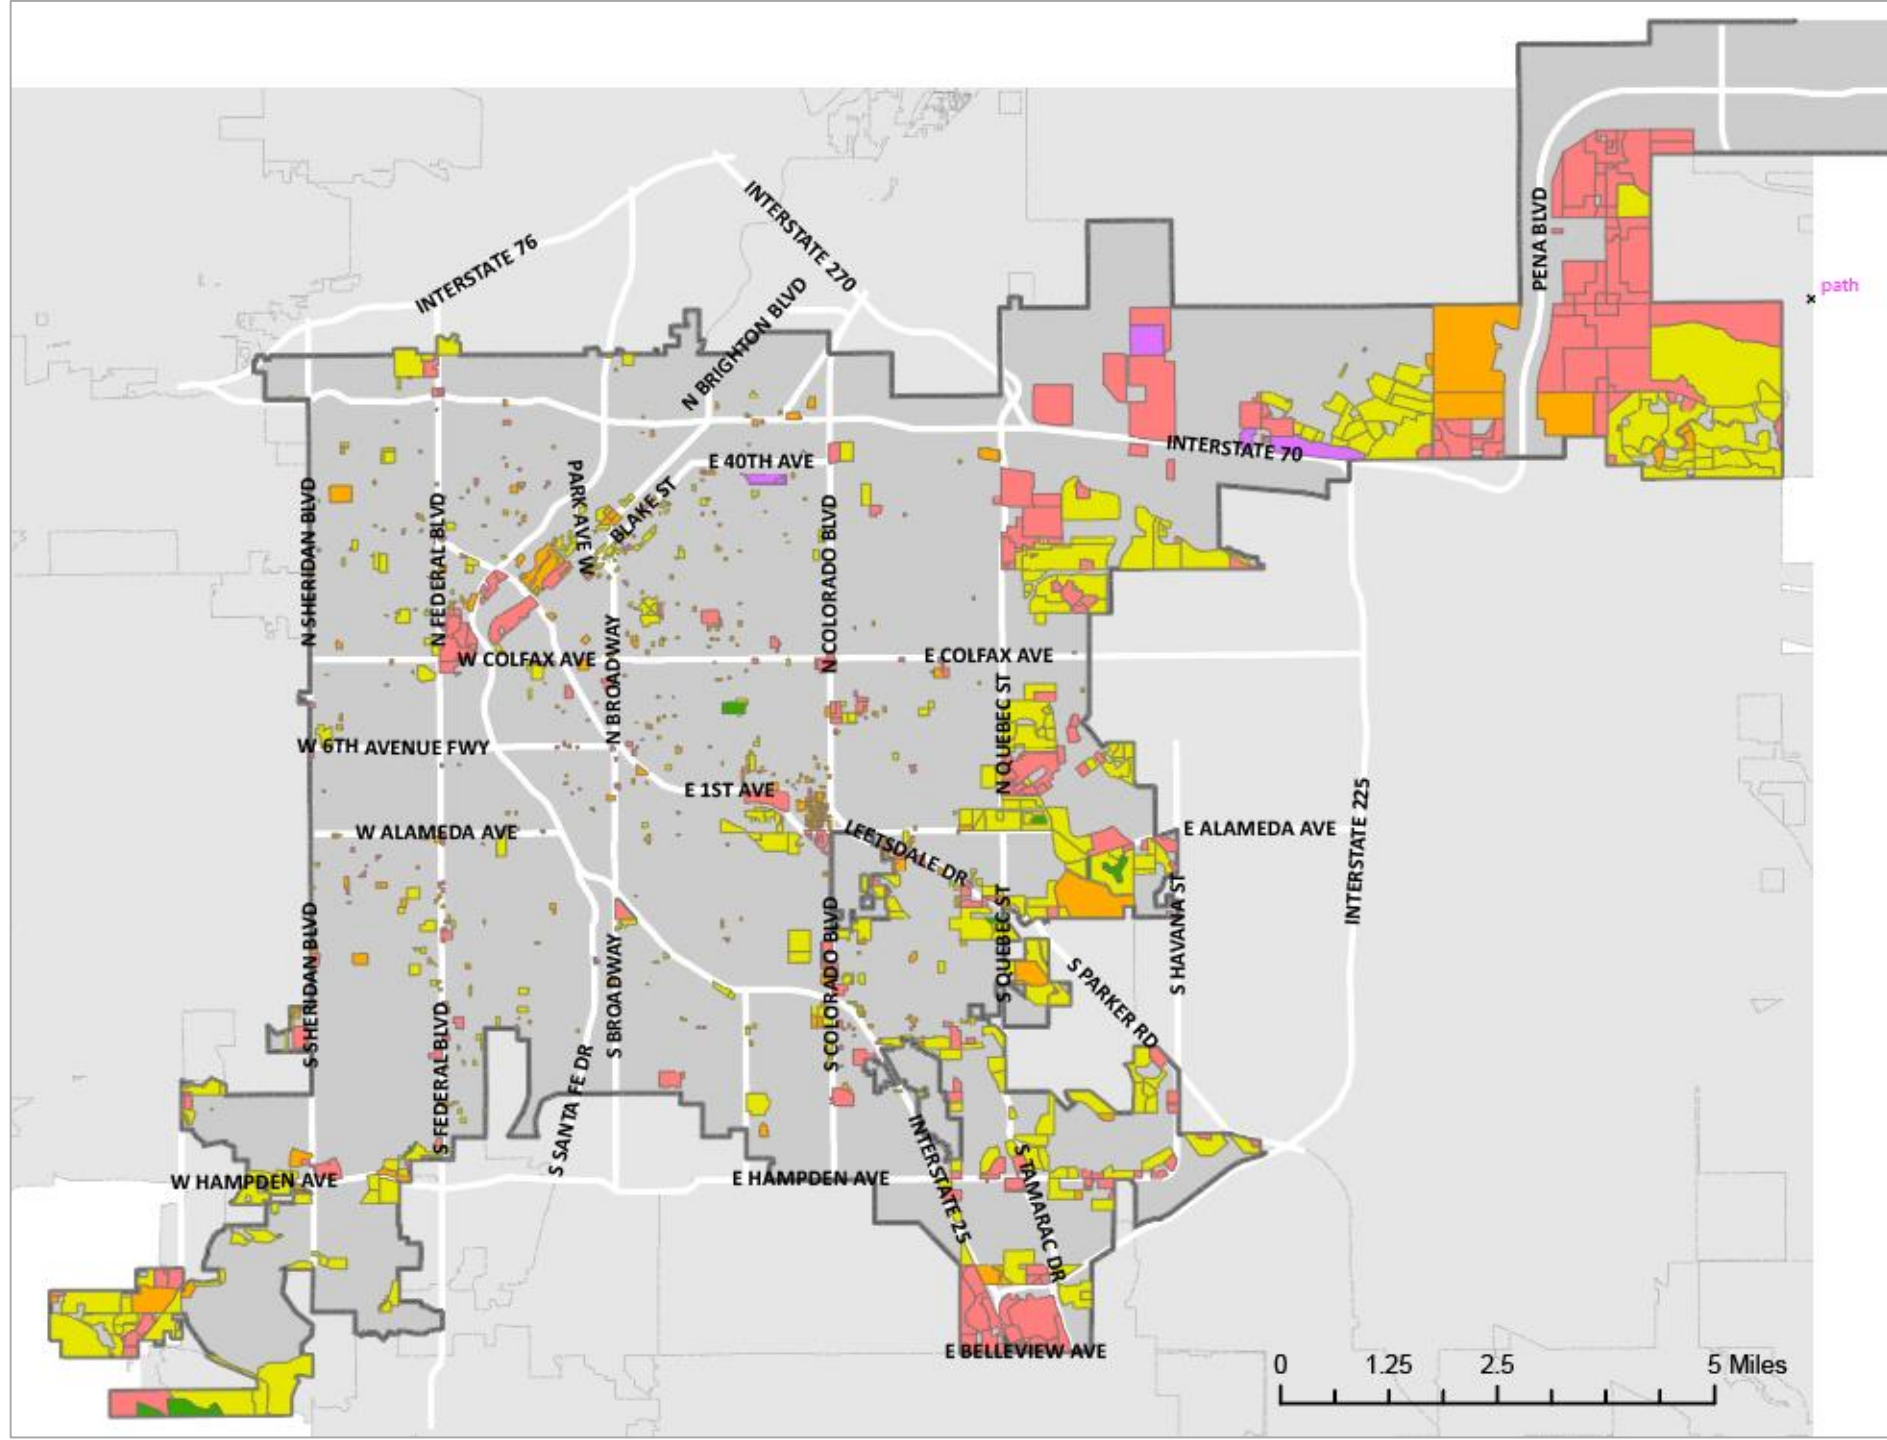 INTERSTATE 76
INTERSTATE 270
PENA BLVD
path
N BRIGHTON BLVD
INTERSTATE 70
E 40TH AVE
PARK AVE W
BLAKE ST
N SHERIDAN BLVD
N FEDERAL BLVD
N COLORADO BLVD
W COLFAX AVE
E COLFAX AVE
N BROADWAY
N QUEBEC ST
W 6TH AVENUE FWY
E 1ST AVE
W ALAMEDA AVE
LEETSDALE DR
E ALAMEDA AVE
INTERSTATE 225
S SHERIDAN BLVD
S FEDERAL BLVD
S BROADWAY
S COLORADO BLVD
S QUEBEC ST
S HAVANA ST
S PARKER RD
S SANTA FE DR
W HAMPDEN AVE
E HAMPDEN AVE
INTERSTATE 25
S TAMARAC DR
E BELLEVIEW AVE
0 1.25 2.5 5 Miles